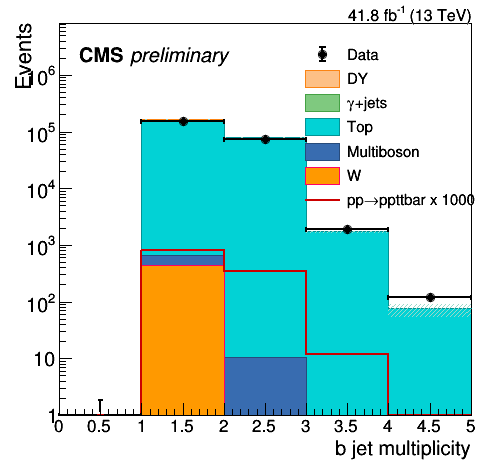 41.8 fb⁻¹ (13 TeV)
Events
CMS preliminary
Data
DY
γ+jets
Top
Multiboson
W
pp→ppttbar x 1000
10⁶
10⁵
10⁴
10³
10²
10
1
0 0.5 1 1.5 2 2.5 3 3.5 4 4.5 5
b jet multiplicity